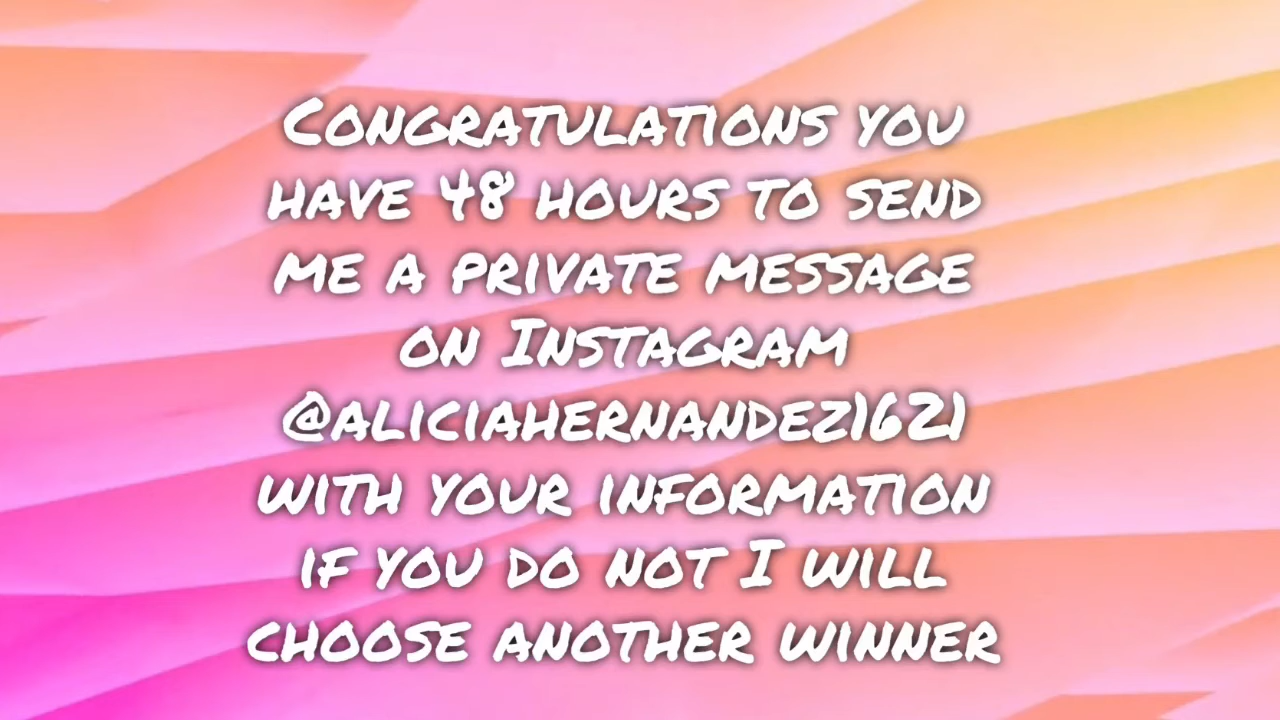 Congratulations you
have 48 hours to send
me a private message
on Instagram
@aliciahernandez1621
with your information
if you do not I will
choose another winner